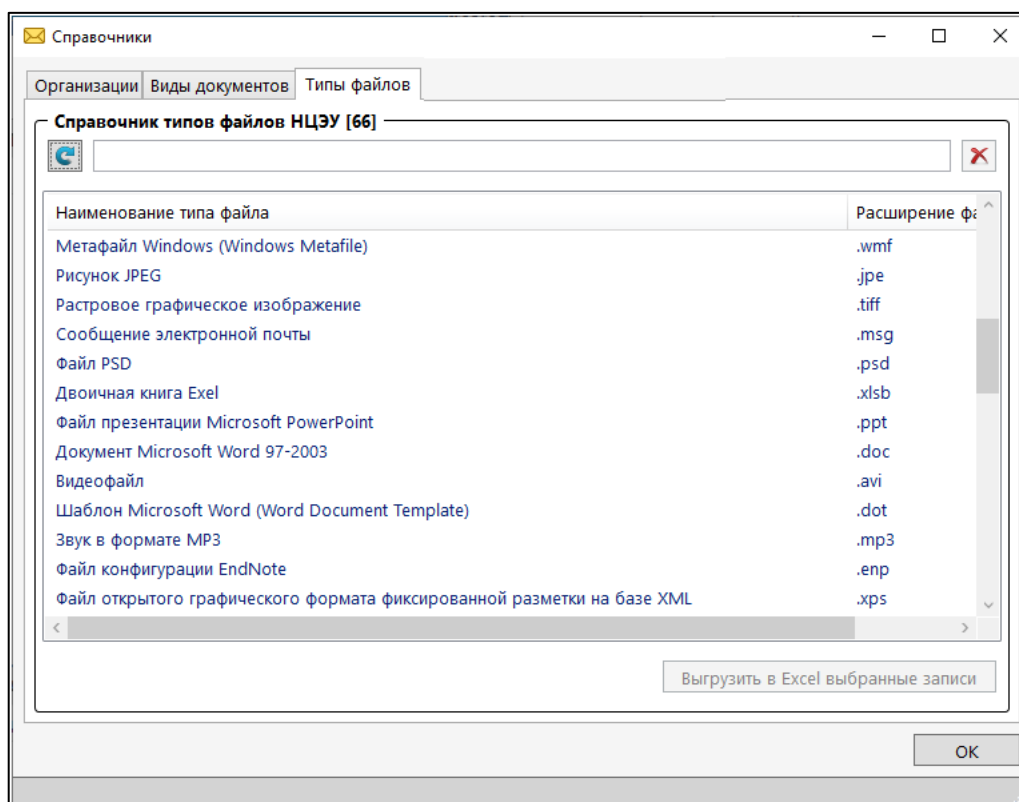 Справочники
Организации Виды документов Типы файлов
Справочник типов файлов НЦЭУ [66]
Наименование типа файла Расширение фа
Метафайл Windows (Windows Metafile) .wmf
Рисунок JPEG .jpe
Растровое графическое изображение .tiff
Сообщение электронной почты .msg
Файл PSD .psd
Двоичная книга Exel .xlsb
Файл презентации Microsoft PowerPoint .ppt
Документ Microsoft Word 97-2003 .doc
Видеофайл .avi
Шаблон Microsoft Word (Word Document Template) .dot
Звук в формате MP3 .mp3
Файл конфигурации EndNote .enp
Файл открытого графического формата фиксированной разметки на базе XML .xps
Выгрузить в Excel выбранные записи
OK